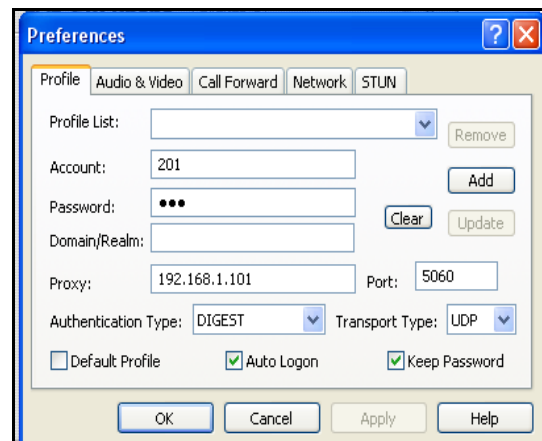 Preferences
Profile Audio & Video Call Forward Network STUN
Profile List:
Remove
Account: 201
Add
Password: •••
Clear Update
Domain/Realm:
Proxy: 192.168.1.101 Port: 5060
Authentication Type: DIGEST Transport Type: UDP
Default Profile Auto Logon Keep Password
OK Cancel Apply Help